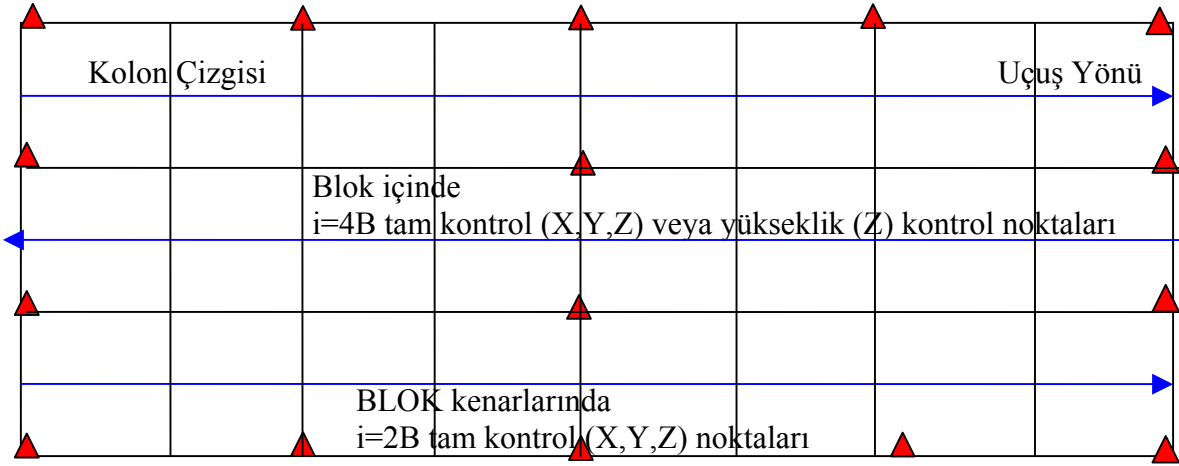 Kolon Çizgisi
Uçuş Yönü
Blok içinde
i=4B tam kontrol (X,Y,Z) veya yükseklik (Z) kontrol noktaları
BLOK kenarlarında
i=2B tam kontrol (X,Y,Z) noktaları